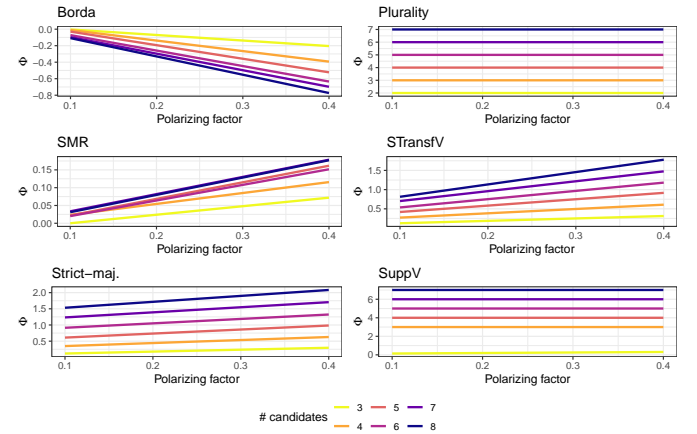 Borda
0.0
−0.2
−0.4
−0.6
−0.8
Φ
0.1 0.2 0.3 0.4
Polarizing factor
Plurality
7
6
5
4
3
2
Φ
0.1 0.2 0.3 0.4
Polarizing factor
SMR
0.15
0.10
0.05
0.00
Φ
0.1 0.2 0.3 0.4
Polarizing factor
STransfV
1.5
1.0
0.5
Φ
0.1 0.2 0.3 0.4
Polarizing factor
Strict−maj.
2.0
1.5
1.0
0.5
Φ
0.1 0.2 0.3 0.4
Polarizing factor
SuppV
6
4
2
0
Φ
0.1 0.2 0.3 0.4
Polarizing factor
# candidates
3 5 7
4 6 8